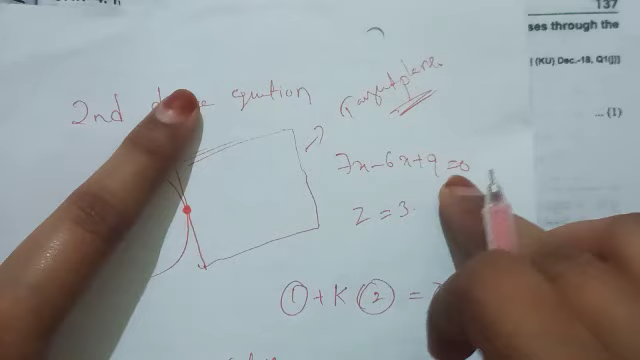 137
ses through the
(KU) Dec.-18, Q1(j)]
... (1)
2nd equation
Tangent plane
7x-6x+9=0
Z = 3.
① + K ② =